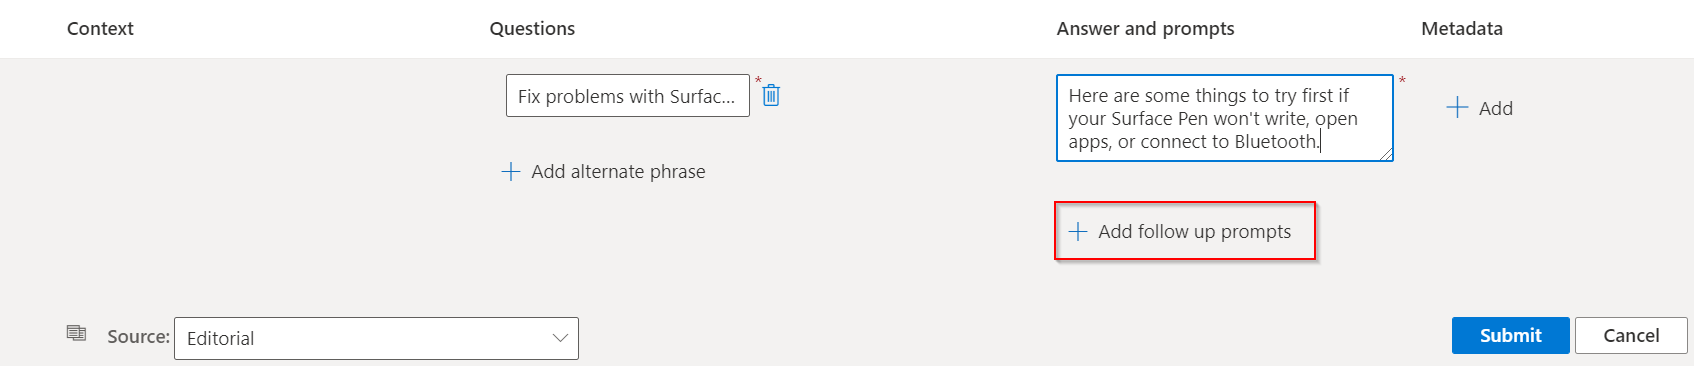 Context Questions Answer and prompts Metadata
Fix problems with Surfac... *
Here are some things to try first if
your Surface Pen won't write, open
apps, or connect to Bluetooth.
*
Add
Add alternate phrase
Add follow up prompts
Source: Editorial
Submit Cancel